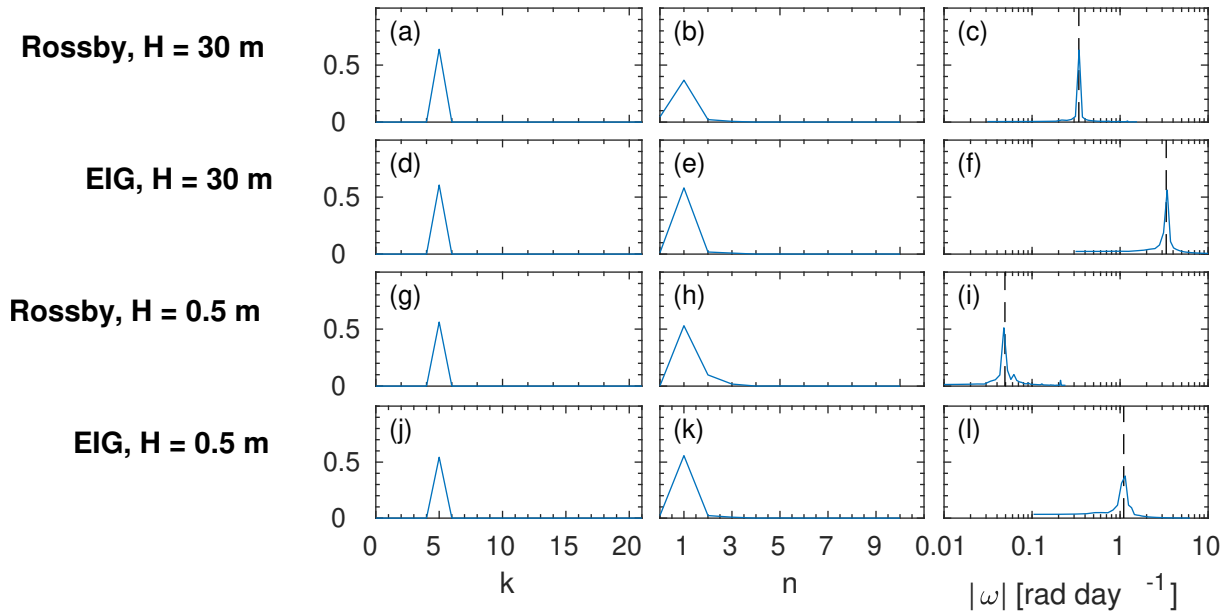 Rossby, H = 30 m
(a) (b) (c)
0.5
0
EIG, H = 30 m
(d) (e) (f)
0.5
0
Rossby, H = 0.5 m
(g) (h) (i)
0.5
0
EIG, H = 0.5 m
(j) (k) (l)
0.5
0
0 5 10 15 20 1 3 5 7 9 0.01 0.1 1 10
k n |ω| [rad day -1]